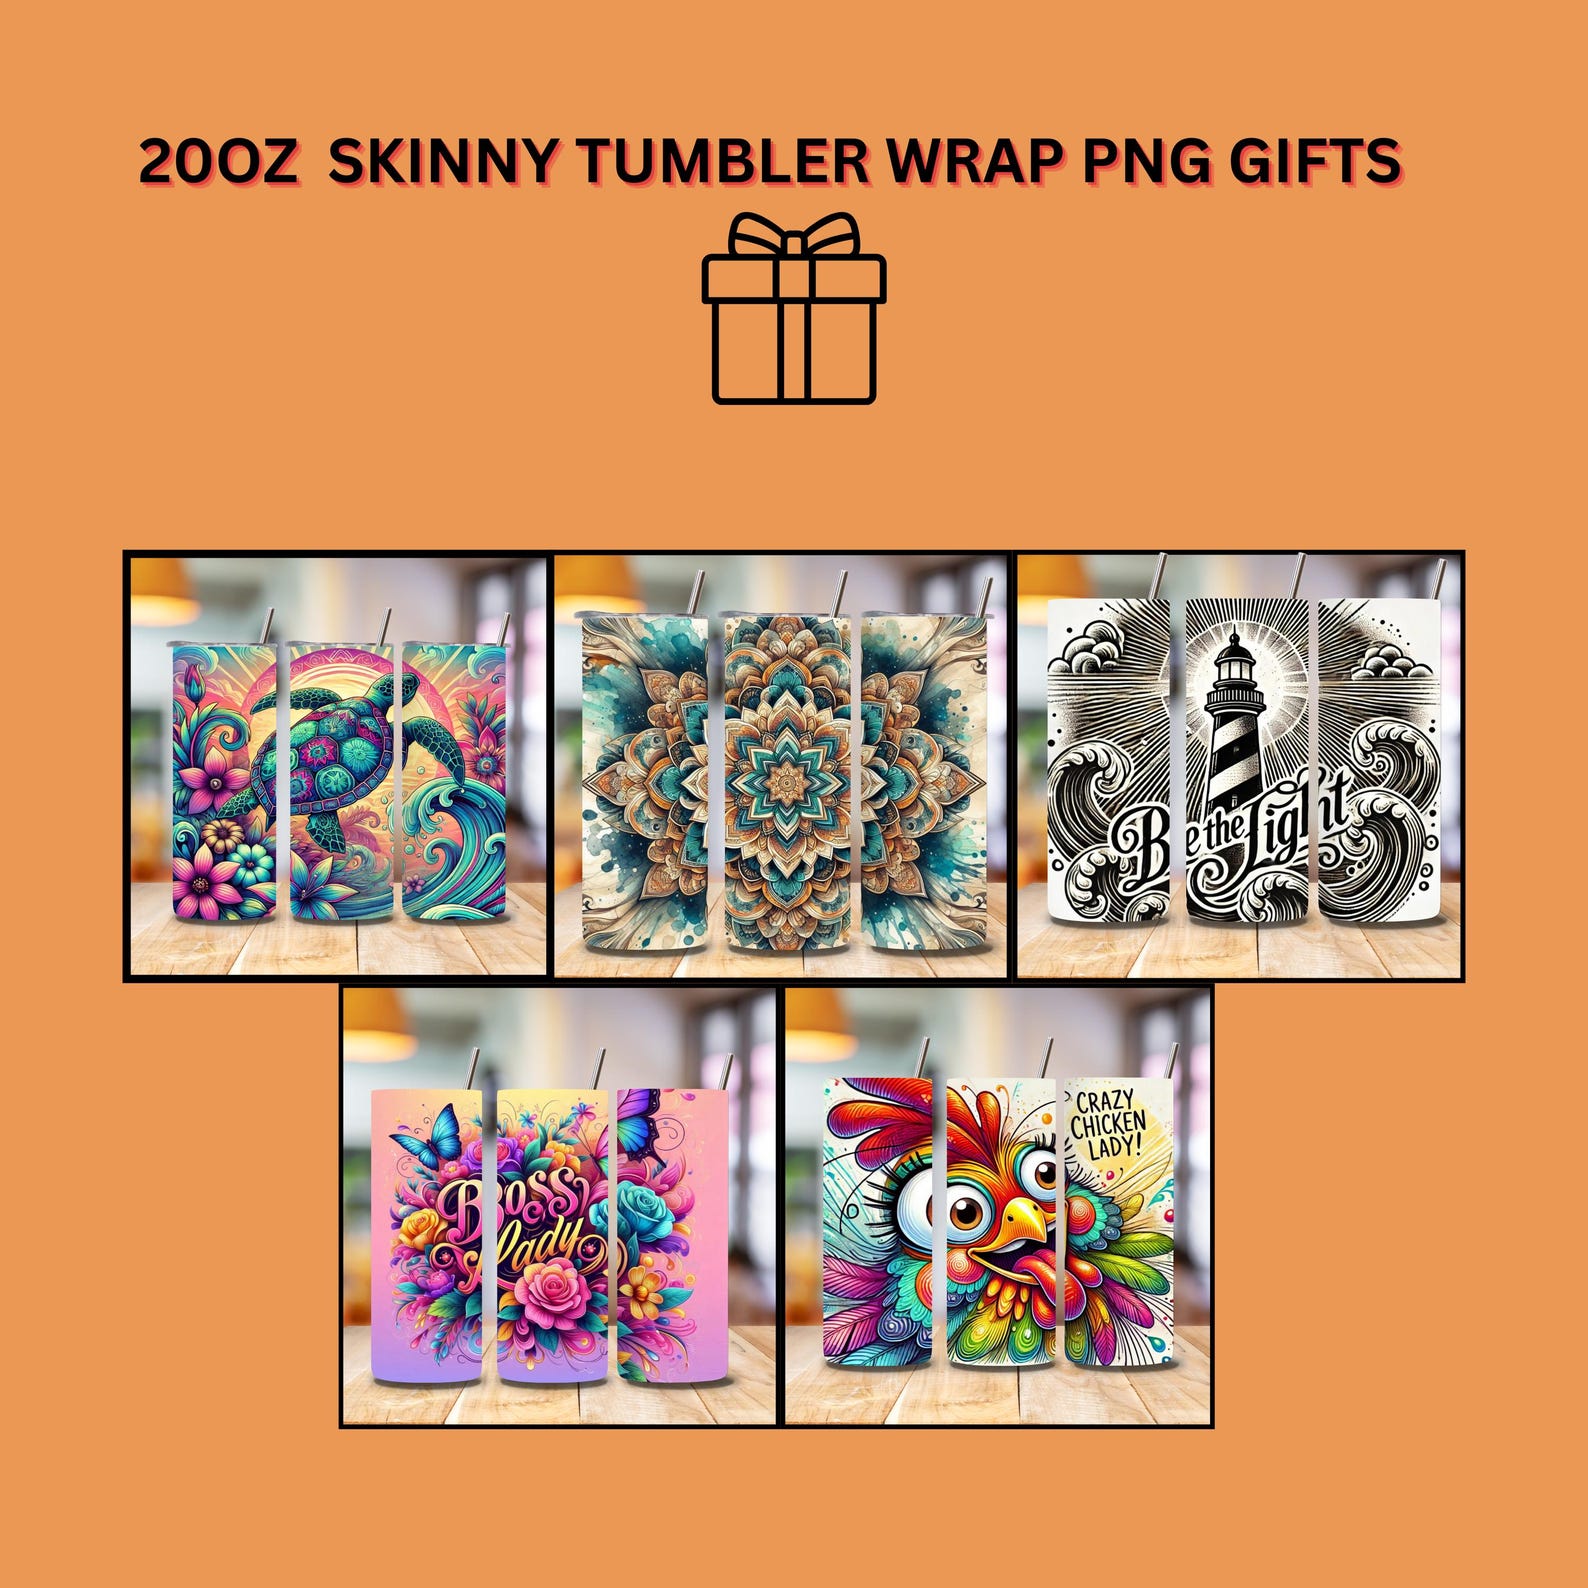 20OZ SKINNY TUMBLER WRAP PNG GIFTS
Be the Light
Boss
Lady
CRAZY
CHICKEN
LADY!